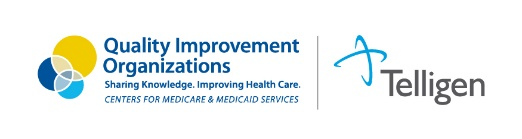 Quality Improvement
Organizations
Sharing Knowledge. Improving Health Care.
CENTERS FOR MEDICARE & MEDICAID SERVICES
Telligen